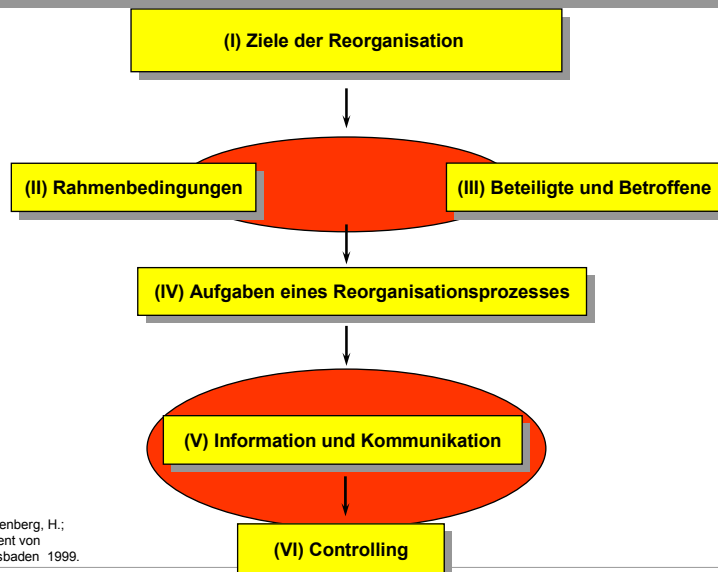 (I) Ziele der Reorganisation
(II) Rahmenbedingungen
(III) Beteiligte und Betroffene
(IV) Aufgaben eines Reorganisationsprozesses
(V) Information und Kommunikation
(VI) Controlling
enberg, H.;
ent von
sbaden 1999.